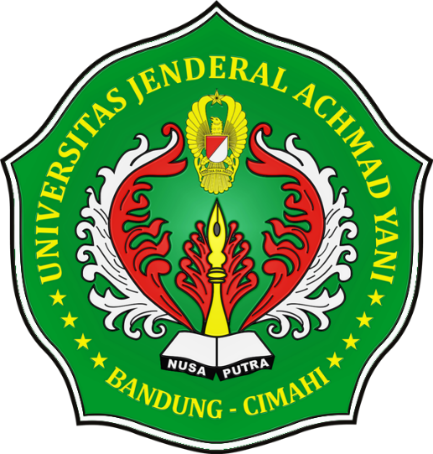 UNIVERSITAS JENDERAL ACHMAD YANI
NUSA PUTRA
BANDUNG - CIMAHI